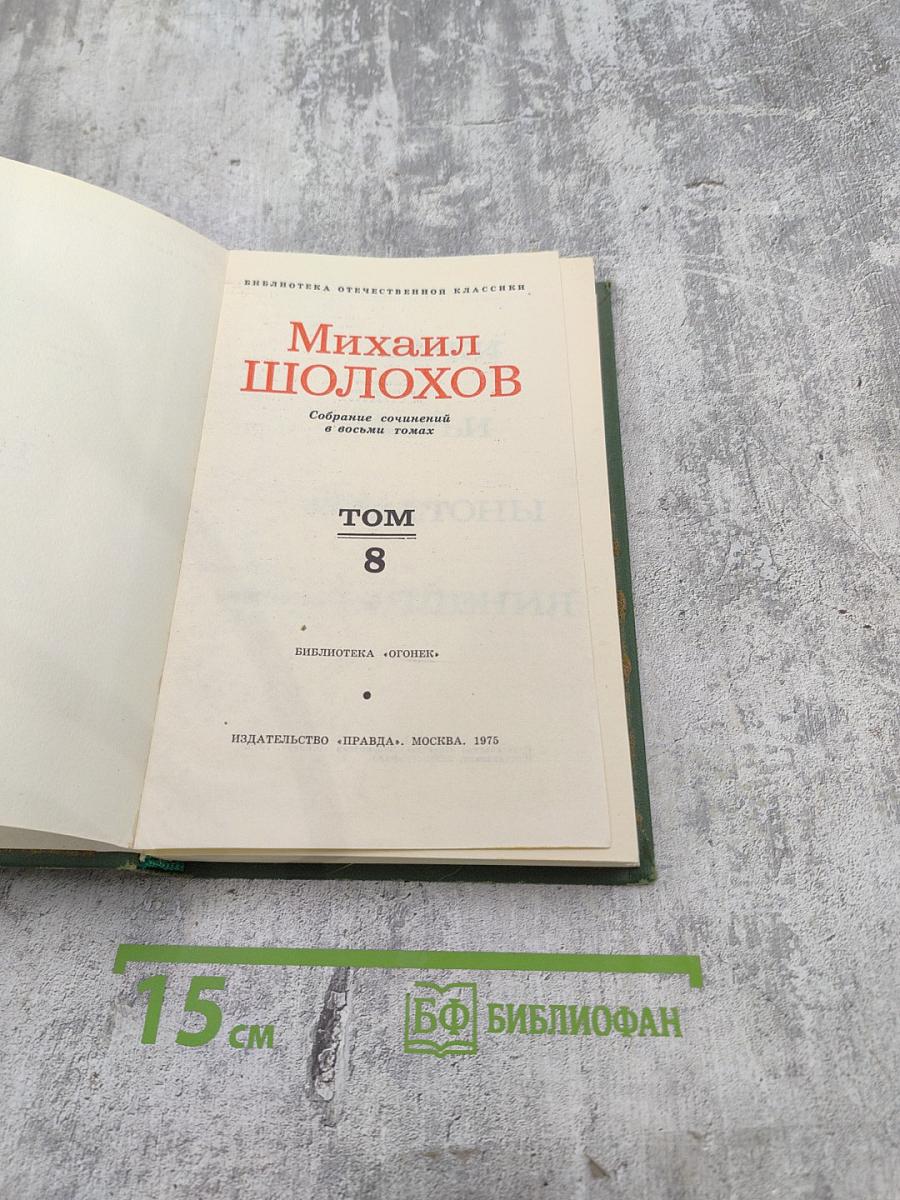 БИБЛИОТЕКА ОТЕЧЕСТВЕННОЙ КЛАССИКИ
Михаил
ШОЛОХОВ
Собрание сочинений
в восьми томах
ТОМ
8
БИБЛИОТЕКА «ОГОНЕК»
ИЗДАТЕЛЬСТВО «ПРАВДА». МОСКВА. 1975
15 см
БФ БИБЛИОФАН